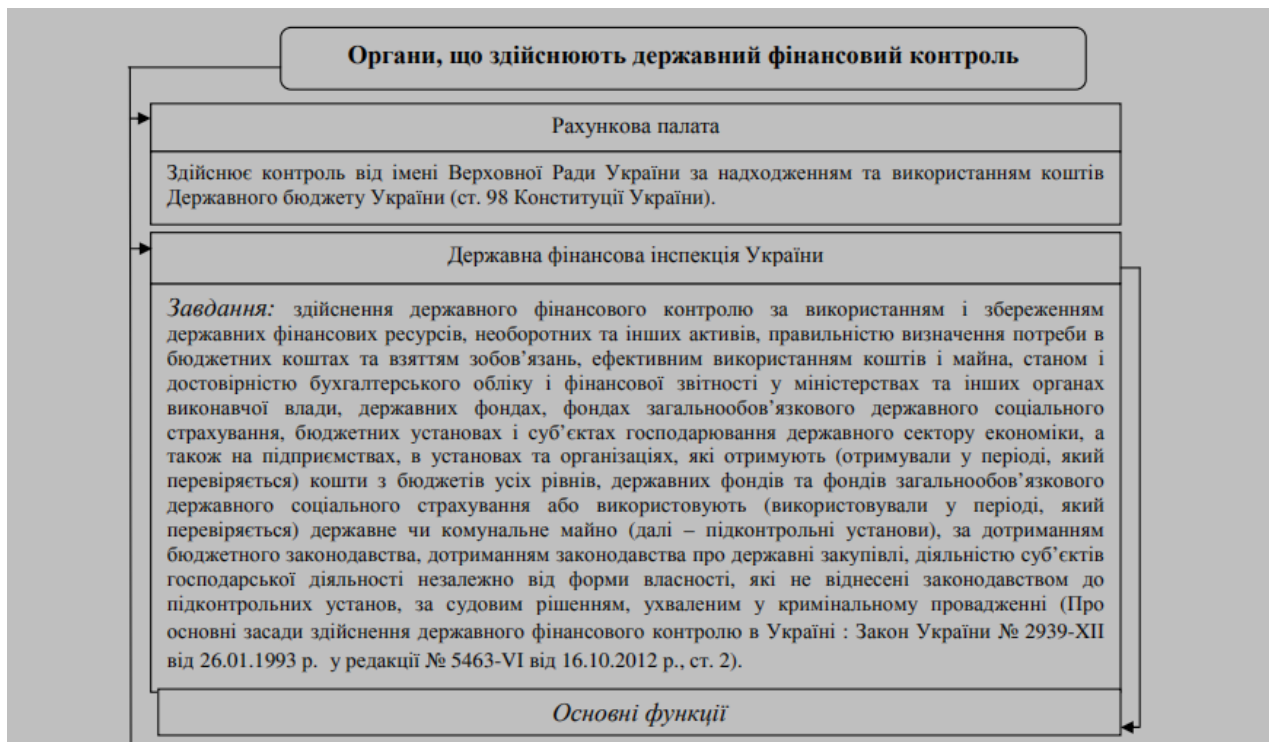 Органи, що здійснюють державний фінансовий контроль
Рахункова палата
Здійснює контроль від імені Верховної Ради України за надходженням та використанням коштів
Державного бюджету України (ст. 98 Конституції України).
Державна фінансова інспекція України
Завдання: здійснення державного фінансового контролю за використанням і збереженням
державних фінансових ресурсів, необоротних та інших активів, правильністю визначення потреби в
бюджетних коштах та взяттям зобов’язань, ефективним використанням коштів і майна, станом і
достовірністю бухгалтерського обліку і фінансової звітності у міністерствах та інших органах
виконавчої влади, державних фондах, фондах загальнообов’язкового державного соціального
страхування, бюджетних установах і суб’єктах господарювання державного сектору економіки, а
також на підприємствах, в установах та організаціях, які отримують (отримували у періоді, який
перевіряється) кошти з бюджетів усіх рівнів, державних фондів та фондів загальнообов’язкового
державного соціального страхування або використовують (використовували у періоді, який
перевіряється) державне чи комунальне майно (далі – підконтрольні установи), за дотриманням
бюджетного законодавства, дотриманням законодавства про державні закупівлі, діяльністю суб’єктів
господарської діяльності незалежно від форми власності, які не віднесені законодавством до
підконтрольних установ, за судовим рішенням, ухваленим у кримінальному провадженні (Про
основні засади здійснення державного фінансового контролю в Україні : Закон України № 2939-XII
від 26.01.1993 р. у редакції № 5463-VI від 16.10.2012 р., ст. 2).
Основні функції